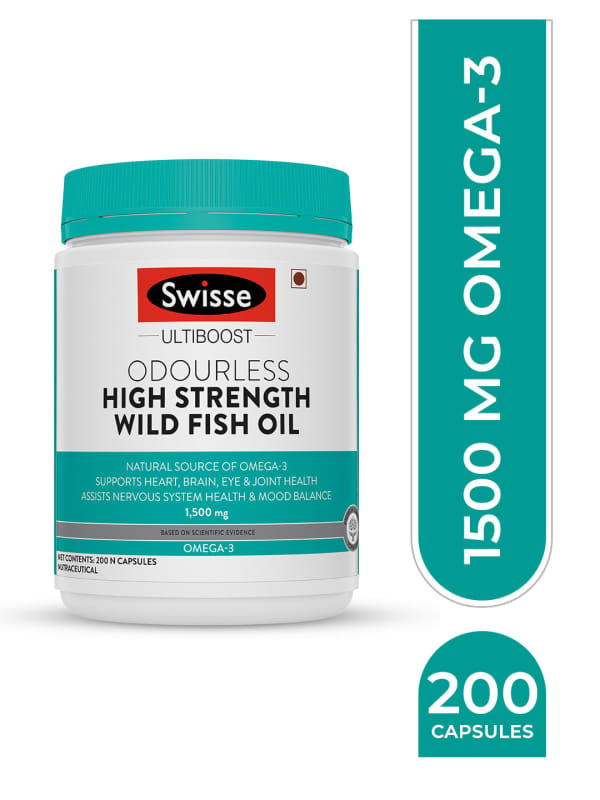 Swisse
ULTIBOOST
ODOURLESS
HIGH STRENGTH
WILD FISH OIL
NATURAL SOURCE OF OMEGA-3
SUPPORTS HEART, BRAIN, EYE & JOINT HEALTH
ASSISTS NERVOUS SYSTEM HEALTH & MOOD BALANCE
1,500 mg
BASED ON SCIENTIFIC EVIDENCE
OMEGA-3
NET CONTENTS: 200 N CAPSULES
NUTRACEUTICAL
1500 MG OMEGA-3
200
CAPSULES